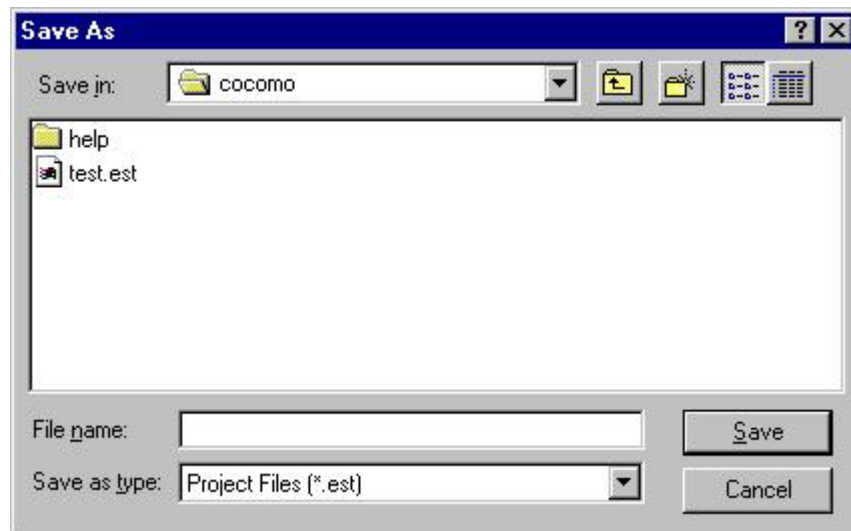 Save As
Save in: cocomo
help
test.est
File name: Save
Save as type: Project Files (*.est) Cancel